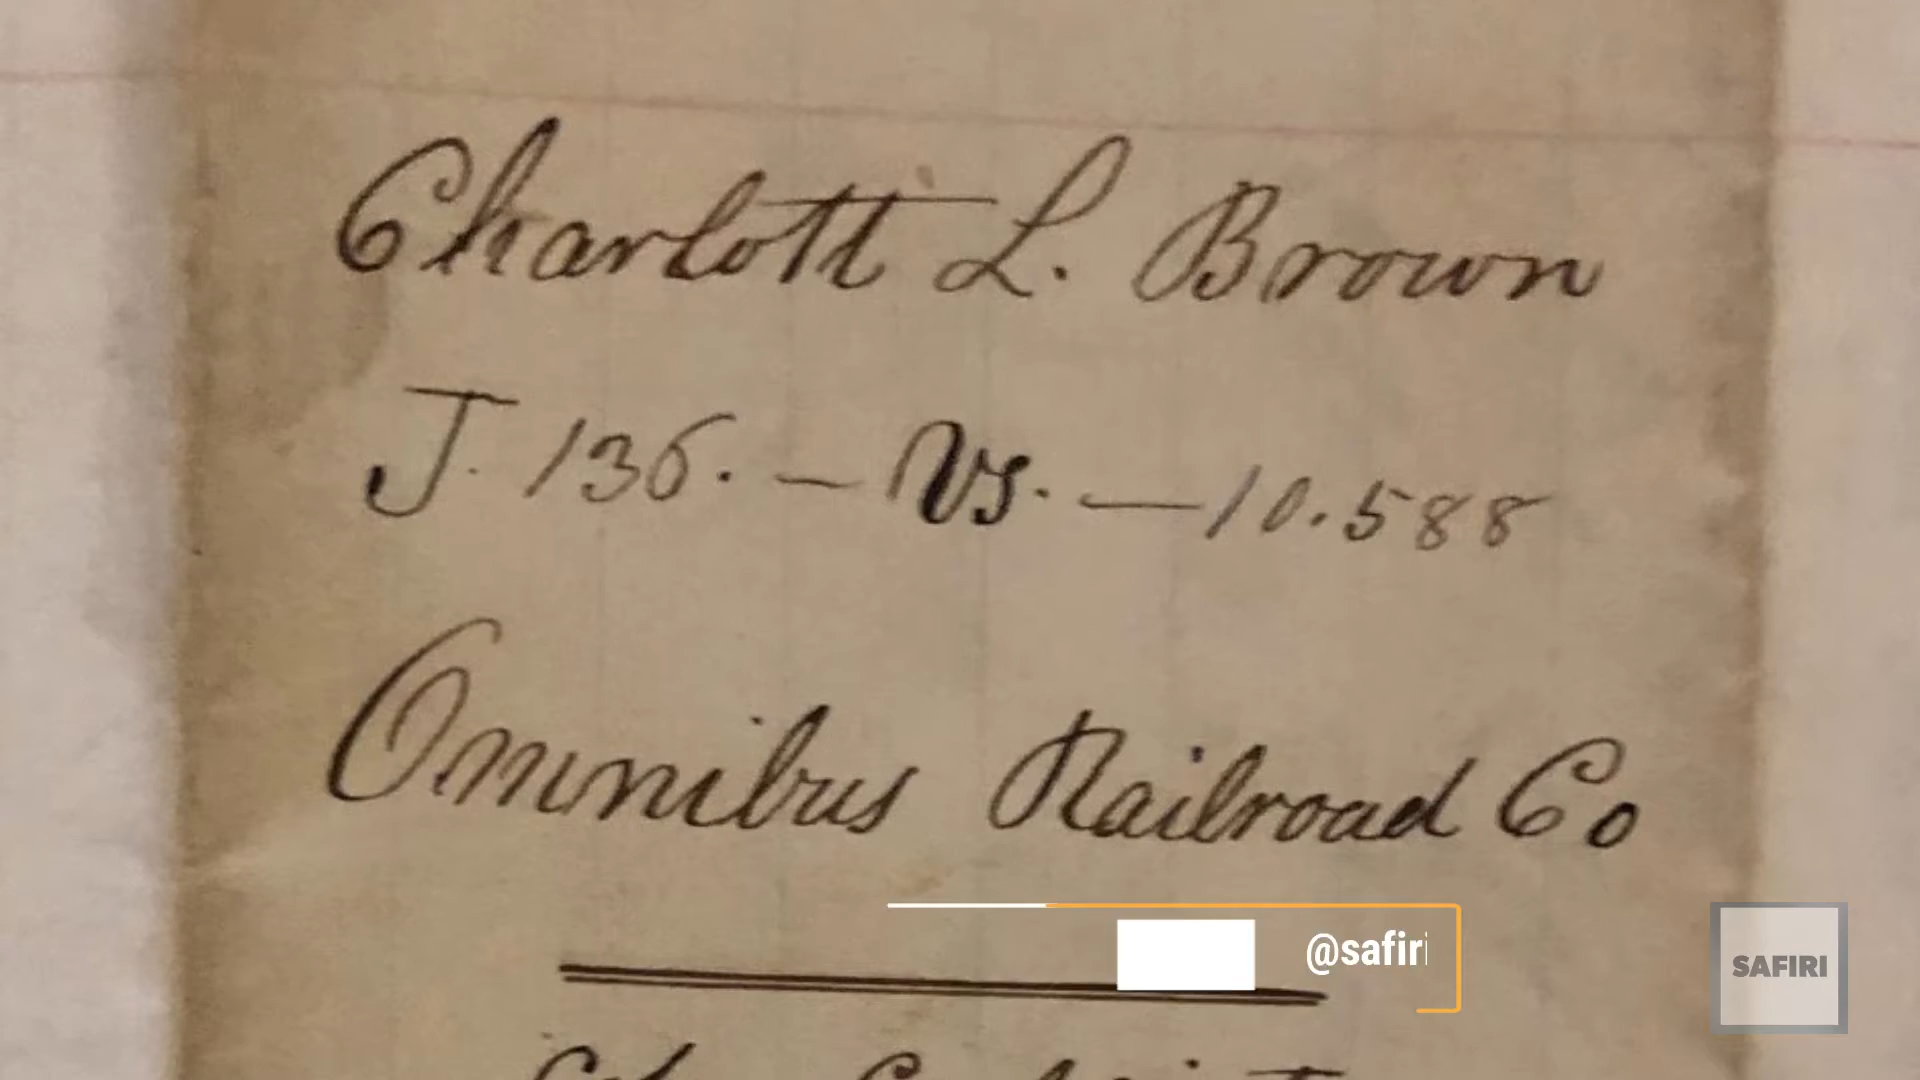 Charlott L. Brown
J. 136. — Vs. — 10.588
Omnibus Railroad Co
@safiri
SAFIRI